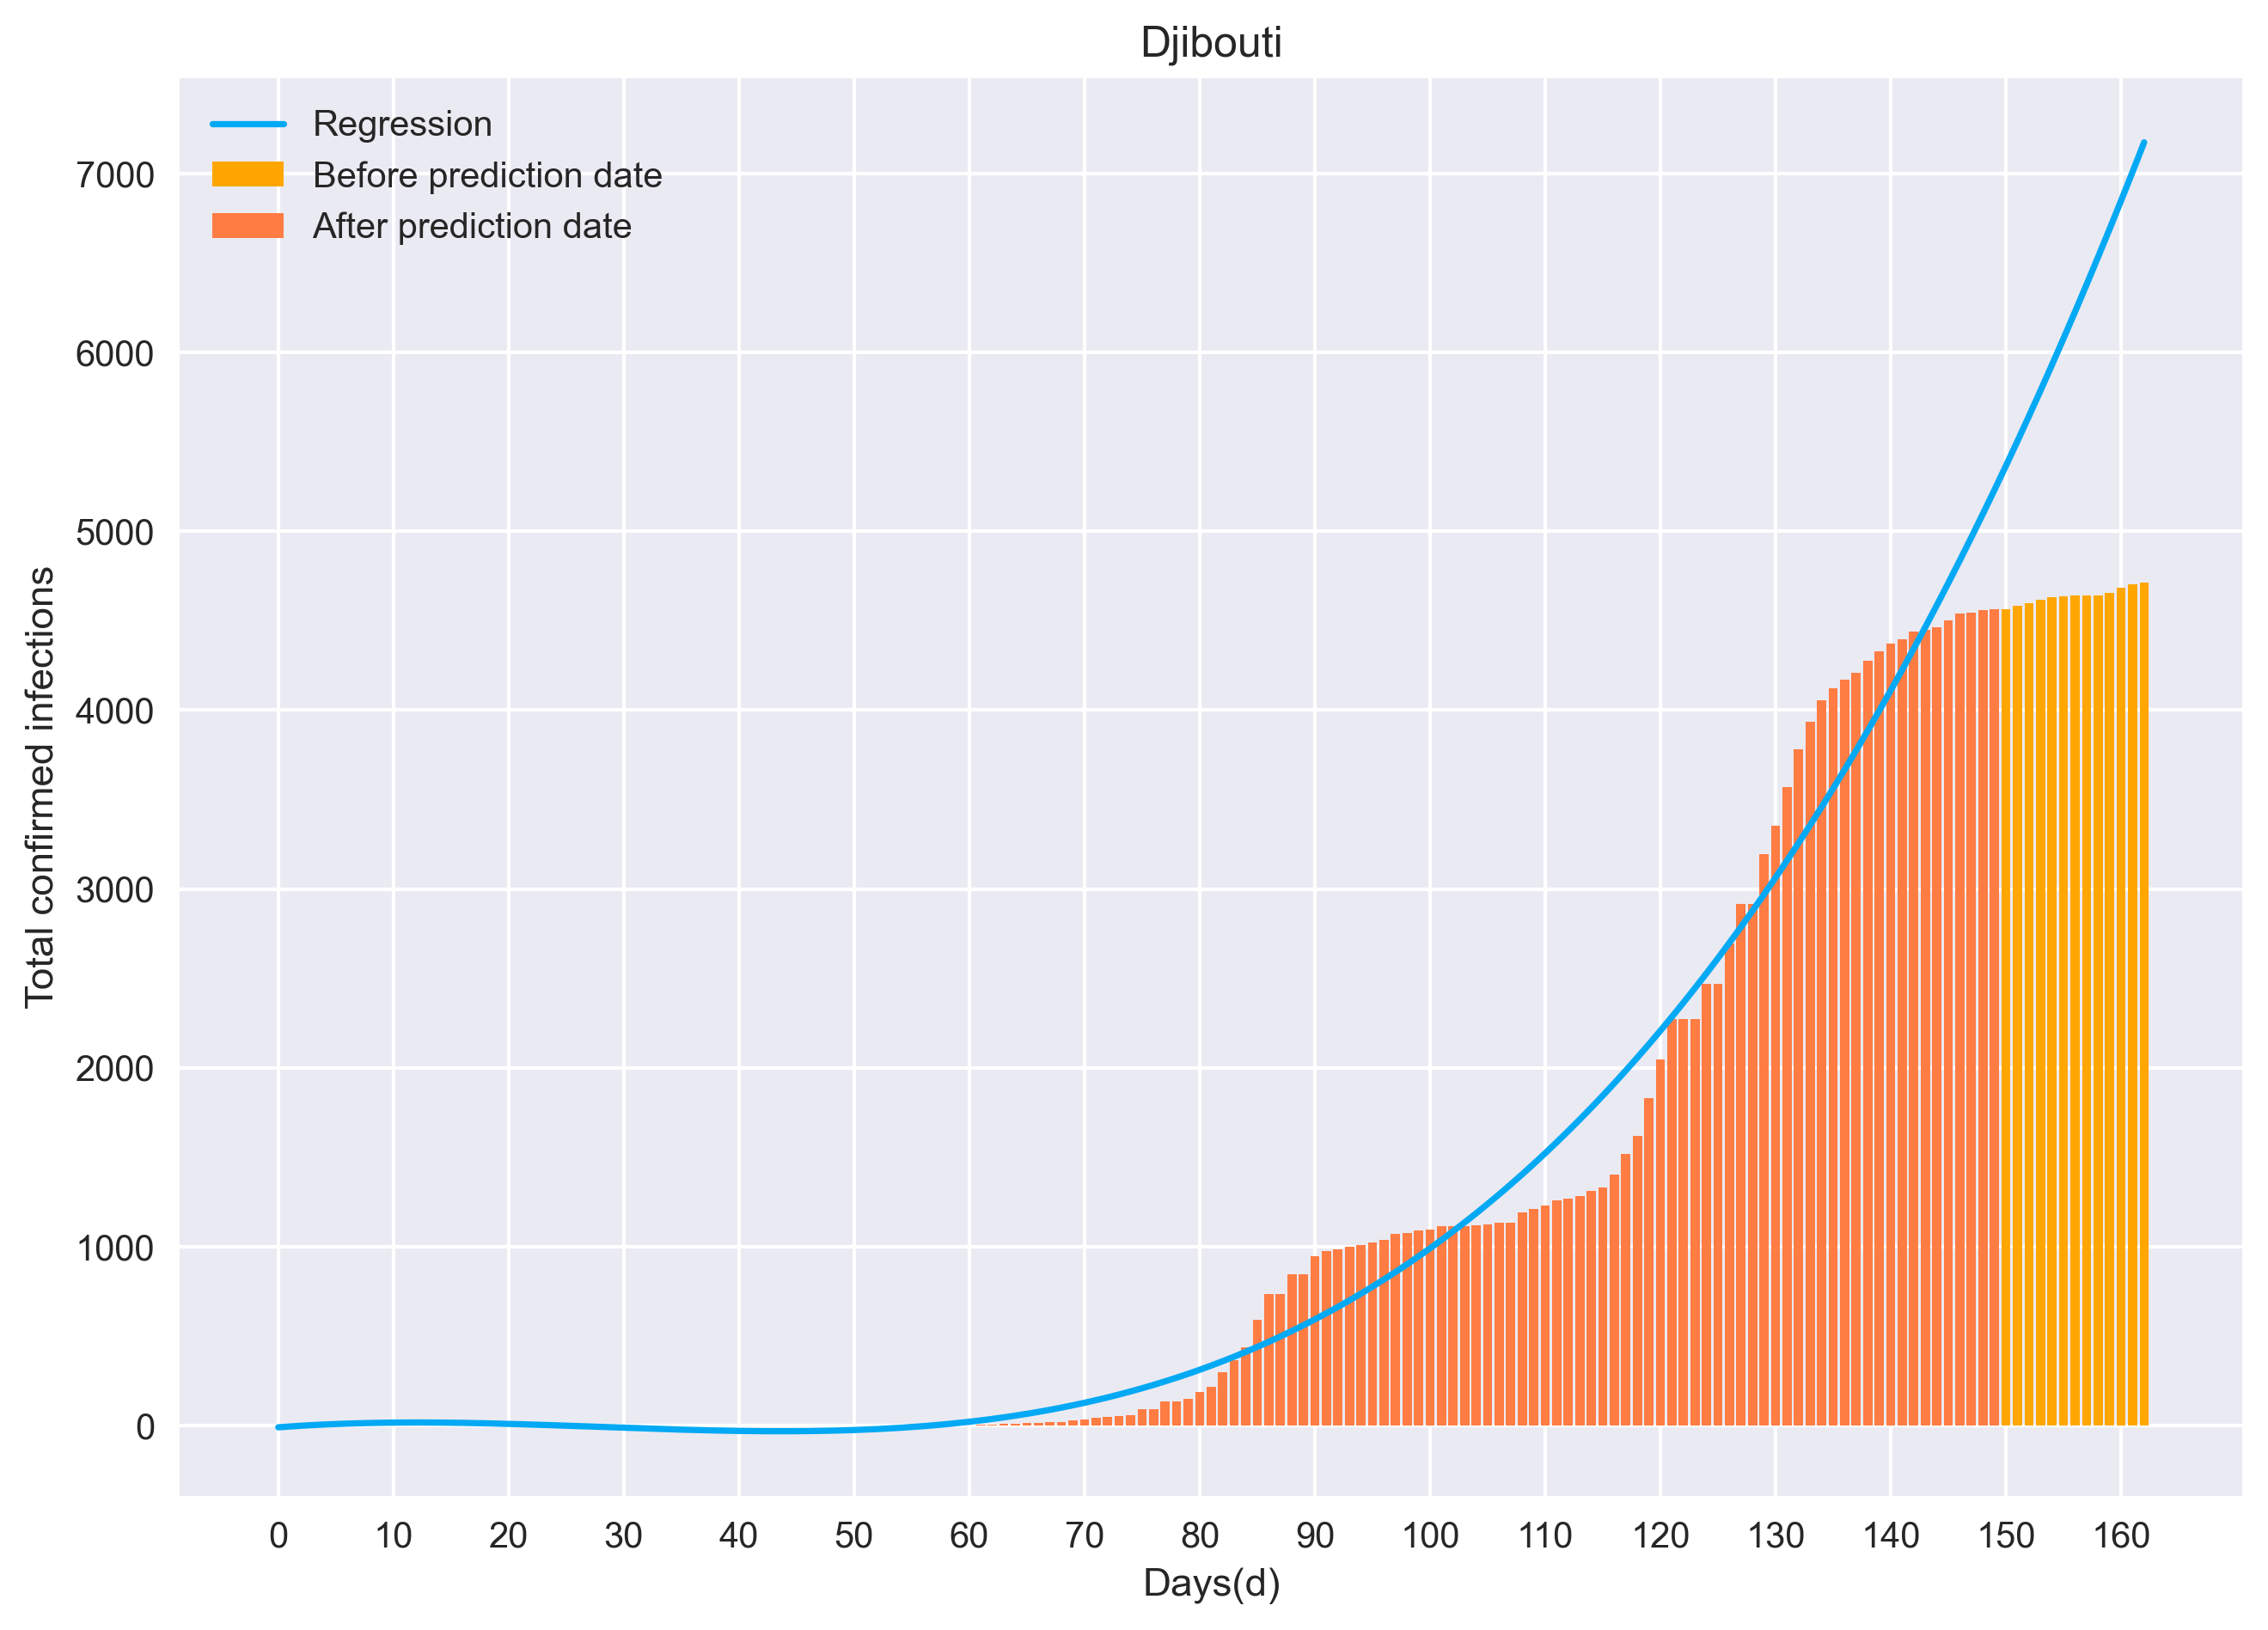 Djibouti
Regression
Before prediction date
After prediction date
Total confirmed infections
7000
6000
5000
4000
3000
2000
1000
0
0 10 20 30 40 50 60 70 80 90 100 110 120 130 140 150 160
Days(d)